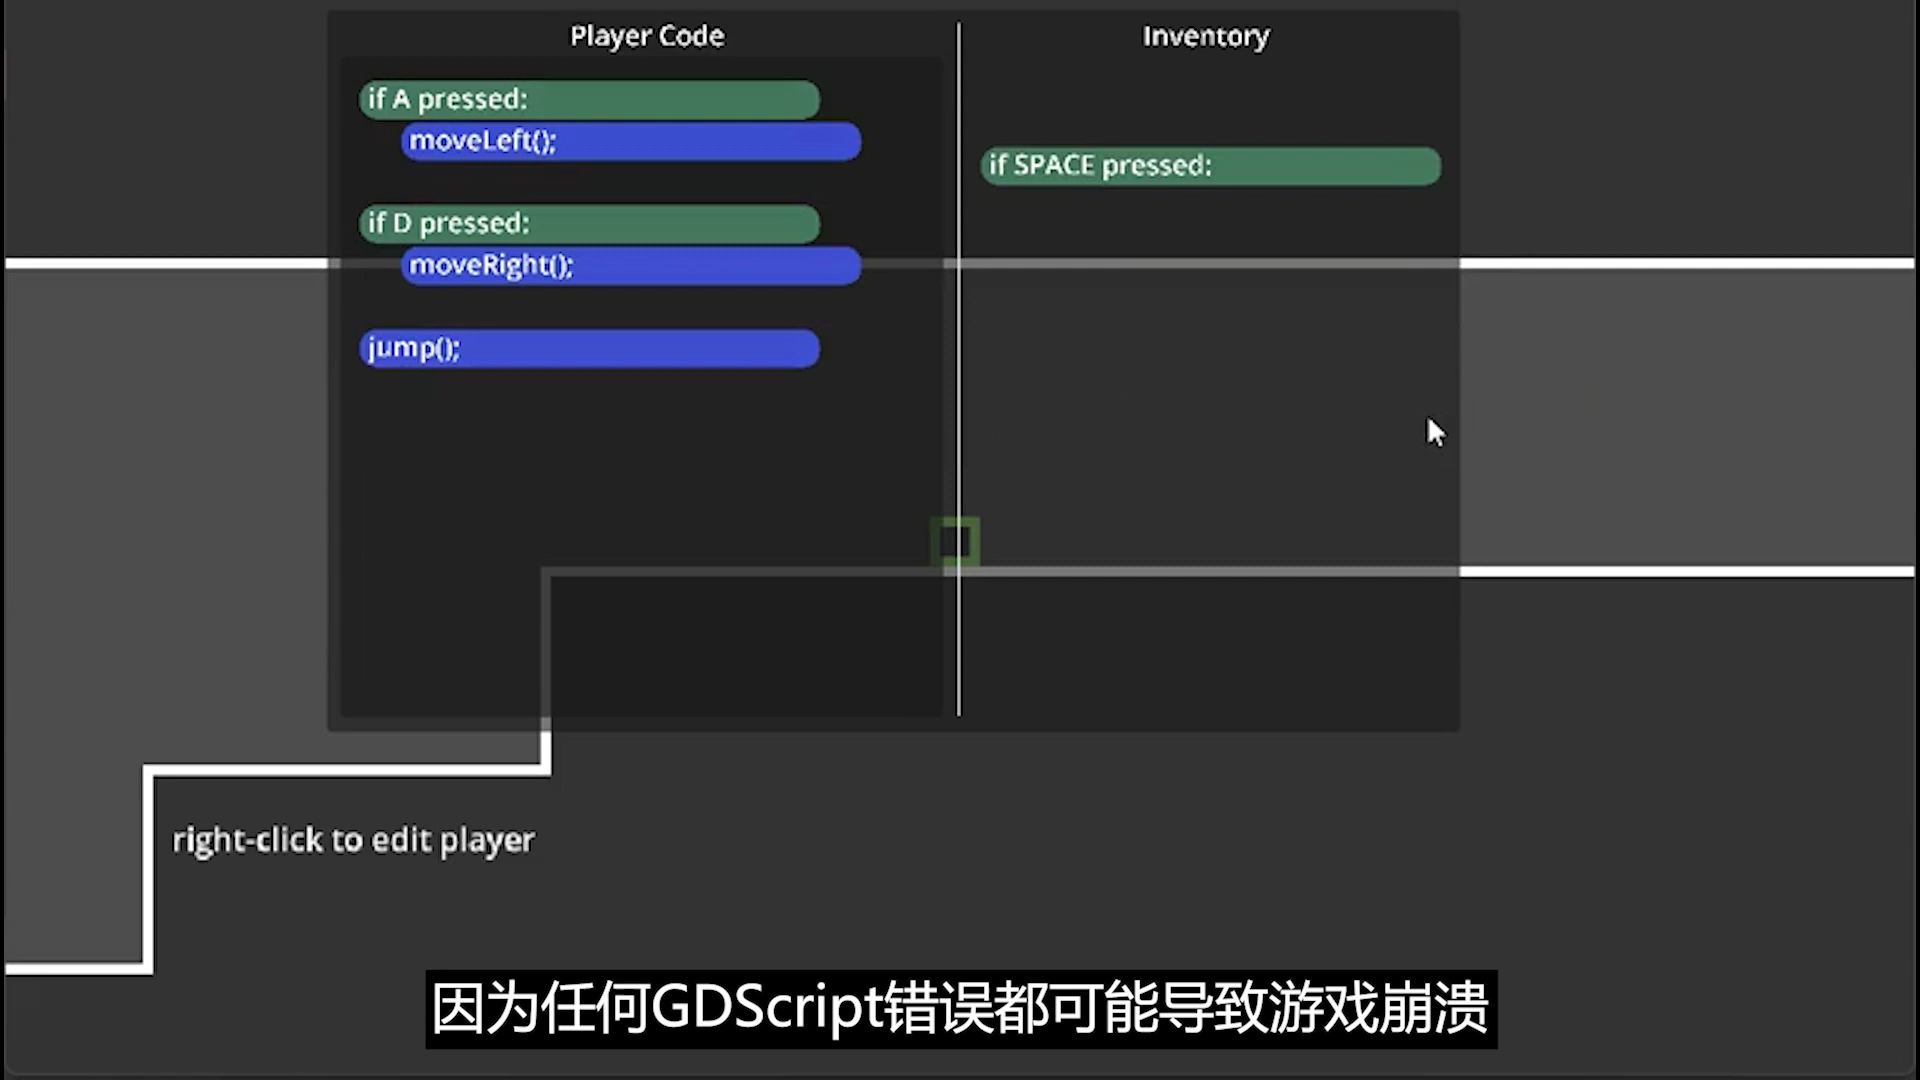 Player Code
if A pressed:
moveLeft();
if D pressed:
moveRight();
jump();
Inventory
if SPACE pressed:
right-click to edit player
因为任何GDScript错误都可能导致游戏崩溃